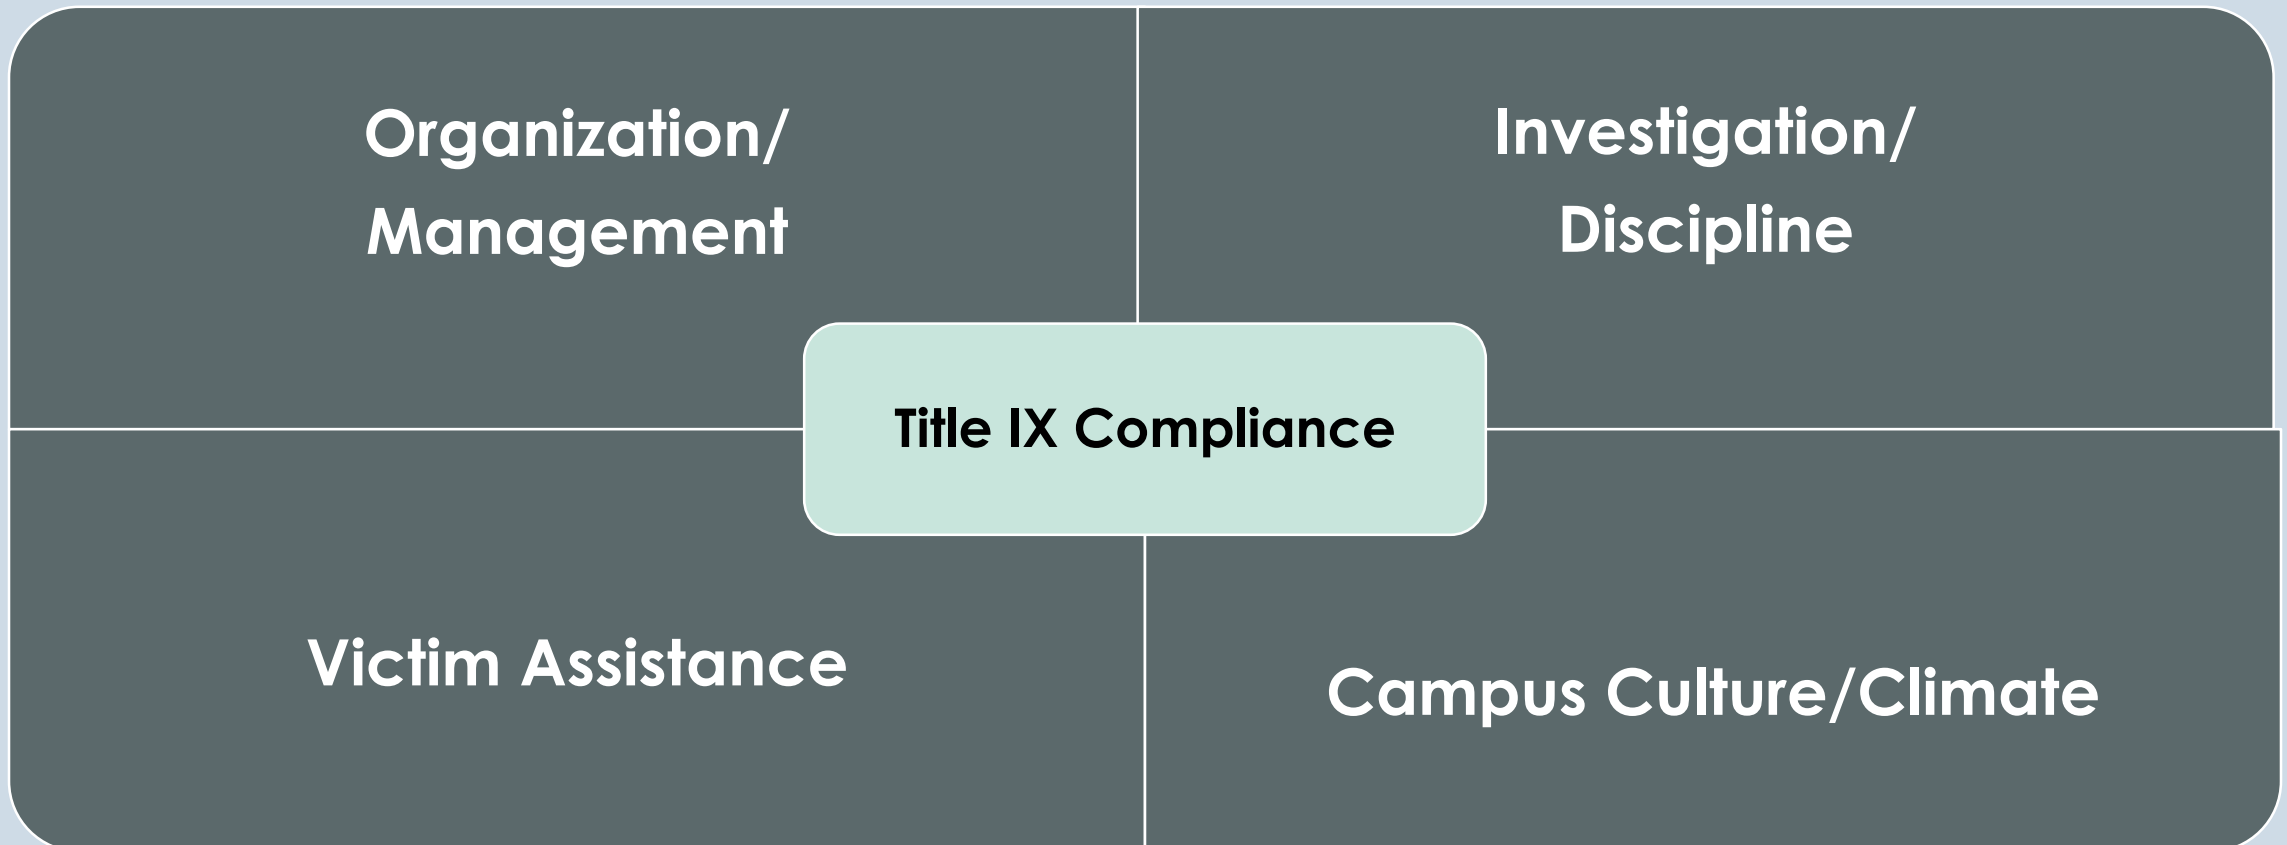 Organization/
Management
Investigation/
Discipline
Title IX Compliance
Victim Assistance
Campus Culture/Climate